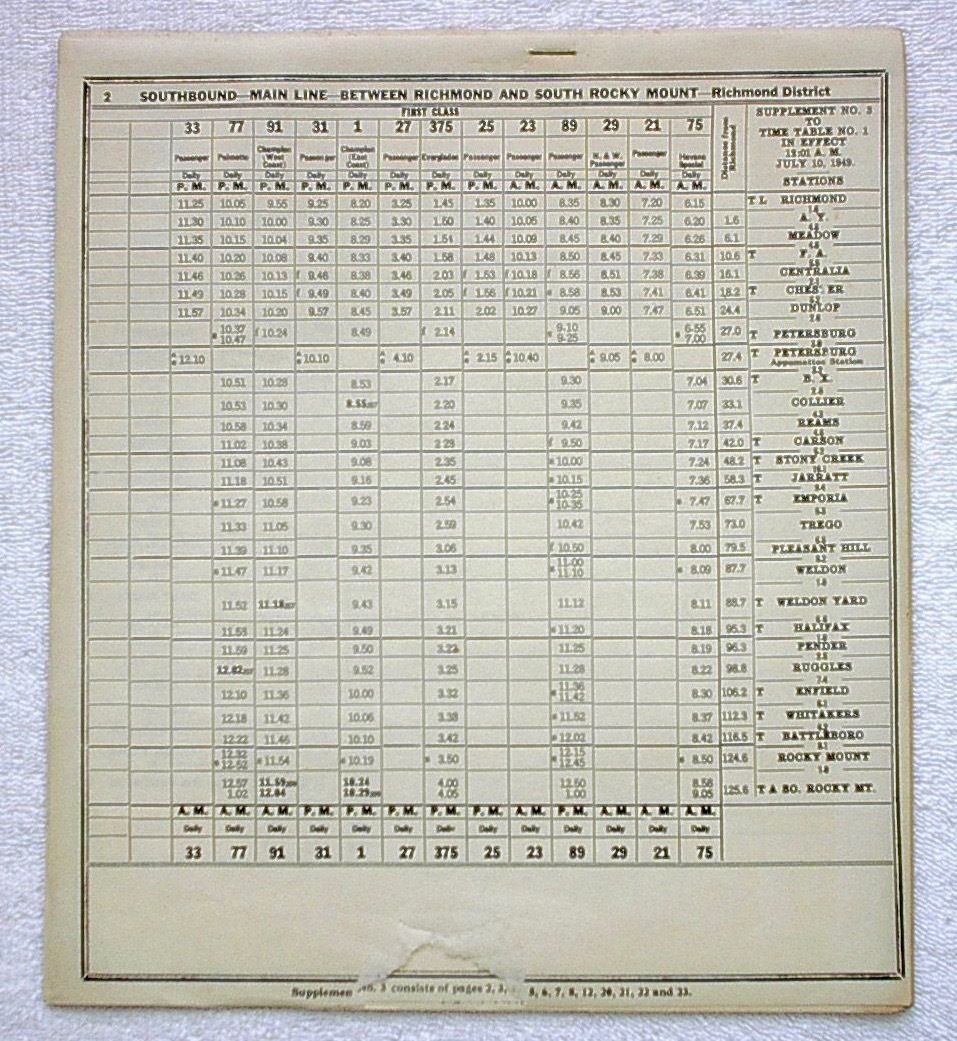 2 SOUTHBOUND—MAIN LINE—BETWEEN RICHMOND AND SOUTH ROCKY MOUNT—Richmond District
FIRST CLASS
SUPPLEMENT NO. 3
TO
TIME TABLE NO. 1
IN EFFECT
12:01 A. M.
JULY 10, 1949.
STATIONS
Distance from Richmond
33 77 91 31 1 27 375 25 23 89 29 21 75
Passenger Palmetto Champion (West Coast) Passenger Champion (East Coast) Passenger Everglades Passenger Passenger Passenger N. & W. Passenger Passenger Havana Special
Daily Daily Daily Daily Daily Daily Daily Daily Daily Daily Daily Daily Daily
P. M. P. M. P. M. P. M. P. M. P. M. P. M. P. M. A. M. A. M. A. M. A. M. A. M.
11.25 10.05 9.55 9.25 8.20 3.25 1.45 1.35 10.00 8.35 8.30 7.20 6.15 T L RICHMOND
11.30 10.10 10.00 9.30 8.25 3.30 1.50 1.40 10.05 8.40 8.35 7.25 6.20 1.6 A. Y.
11.35 10.15 10.04 9.35 8.29 3.35 1.54 1.44 10.09 8.45 8.40 7.29 6.26 6.1 MEADOW
11.40 10.20 10.08 9.40 8.33 3.40 1.58 1.48 10.13 8.50 8.45 7.33 6.31 10.6 T F. A.
11.46 10.26 10.13 f 9.46 8.38 3.46 2.03 f 1.53 f 10.18 f 8.56 8.51 7.38 6.39 16.1 CENTRALIA
11.49 10.28 10.15 f 9.49 8.40 3.49 2.05 f 1.56 f 10.21 s 8.58 8.53 7.41 6.41 18.2 T CHESTER
11.57 10.34 10.20 9.57 8.45 3.57 2.11 2.02 10.27 9.05 9.00 7.47 6.51 24.4 DUNLOP
s 10.37 10.47 f 10.24 8.49 f 2.14 s 9.10 9.25 s 6.55 7.00 27.0 T PETERSBURG
A s 12.10 A s 10.10 A s 4.10 A s 2.15 A s 10.40 A s 9.05 A s 8.00 27.4 T PETERSBURG
Appomattox Station
10.51 10.28 8.53 2.17 9.30 7.04 30.6 T B. X.
10.53 10.30 8.55 2.20 9.35 7.07 33.1 COLLIER
10.58 10.34 8.59 2.24 9.42 7.12 37.4 REAMS
11.02 10.38 9.03 2.28 f 9.50 7.17 42.0 T CARSON
11.08 10.43 9.08 2.35 s 10.00 7.24 48.2 T STONY CREEK
11.18 10.51 9.16 2.45 s 10.15 7.36 58.3 T JARRATT
s 11.27 10.58 9.23 2.54 s 10.25 10.35 s 7.47 67.7 T EMPORIA
11.33 11.05 9.30 2.59 10.42 7.53 73.0 TREGO
11.39 11.10 9.35 3.06 f 10.50 8.00 79.5 PLEASANT HILL
s 11.47 11.17 9.42 3.13 s 11.00 11.10 s 8.09 87.7 WELDON
11.52 11.18 9.43 3.15 11.12 8.11 88.7 T WELDON YARD
11.58 11.24 9.49 3.21 s 11.20 8.18 95.3 T HALIFAX
11.59 11.25 9.50 3.22 11.25 8.19 96.3 PENDER
12.02 11.28 9.52 3.25 11.28 8.22 98.8 RUGGLES
12.10 11.36 10.00 3.32 s 11.36 11.42 8.30 106.2 T ENFIELD
12.18 11.42 10.06 3.38 s 11.52 8.37 112.3 T WHITAKERS
12.22 11.46 10.10 3.42 s 12.02 8.42 116.5 T BATTLEBORO
s 12.32 12.52 s 11.54 s 10.19 s 3.50 s 12.15 12.45 s 8.50 124.6 ROCKY MOUNT
12.57 1.02 11.59 12.04 10.24 10.29 4.00 4.05 12.50 1.00 8.58 9.05 125.6 T A SO. ROCKY MT.
A. M. A. M. A. M. P. M. P. M. P. M. P. M. P. M. A. M. P. M. A. M. A. M. A. M.
Daily Daily Daily Daily Daily Daily Daily Daily Daily Daily Daily Daily Daily
33 77 91 31 1 27 375 25 23 89 29 21 75
Supplemen No. 3 consists of pages 2, 3, 5, 6, 7, 8, 12, 20, 21, 22 and 23.